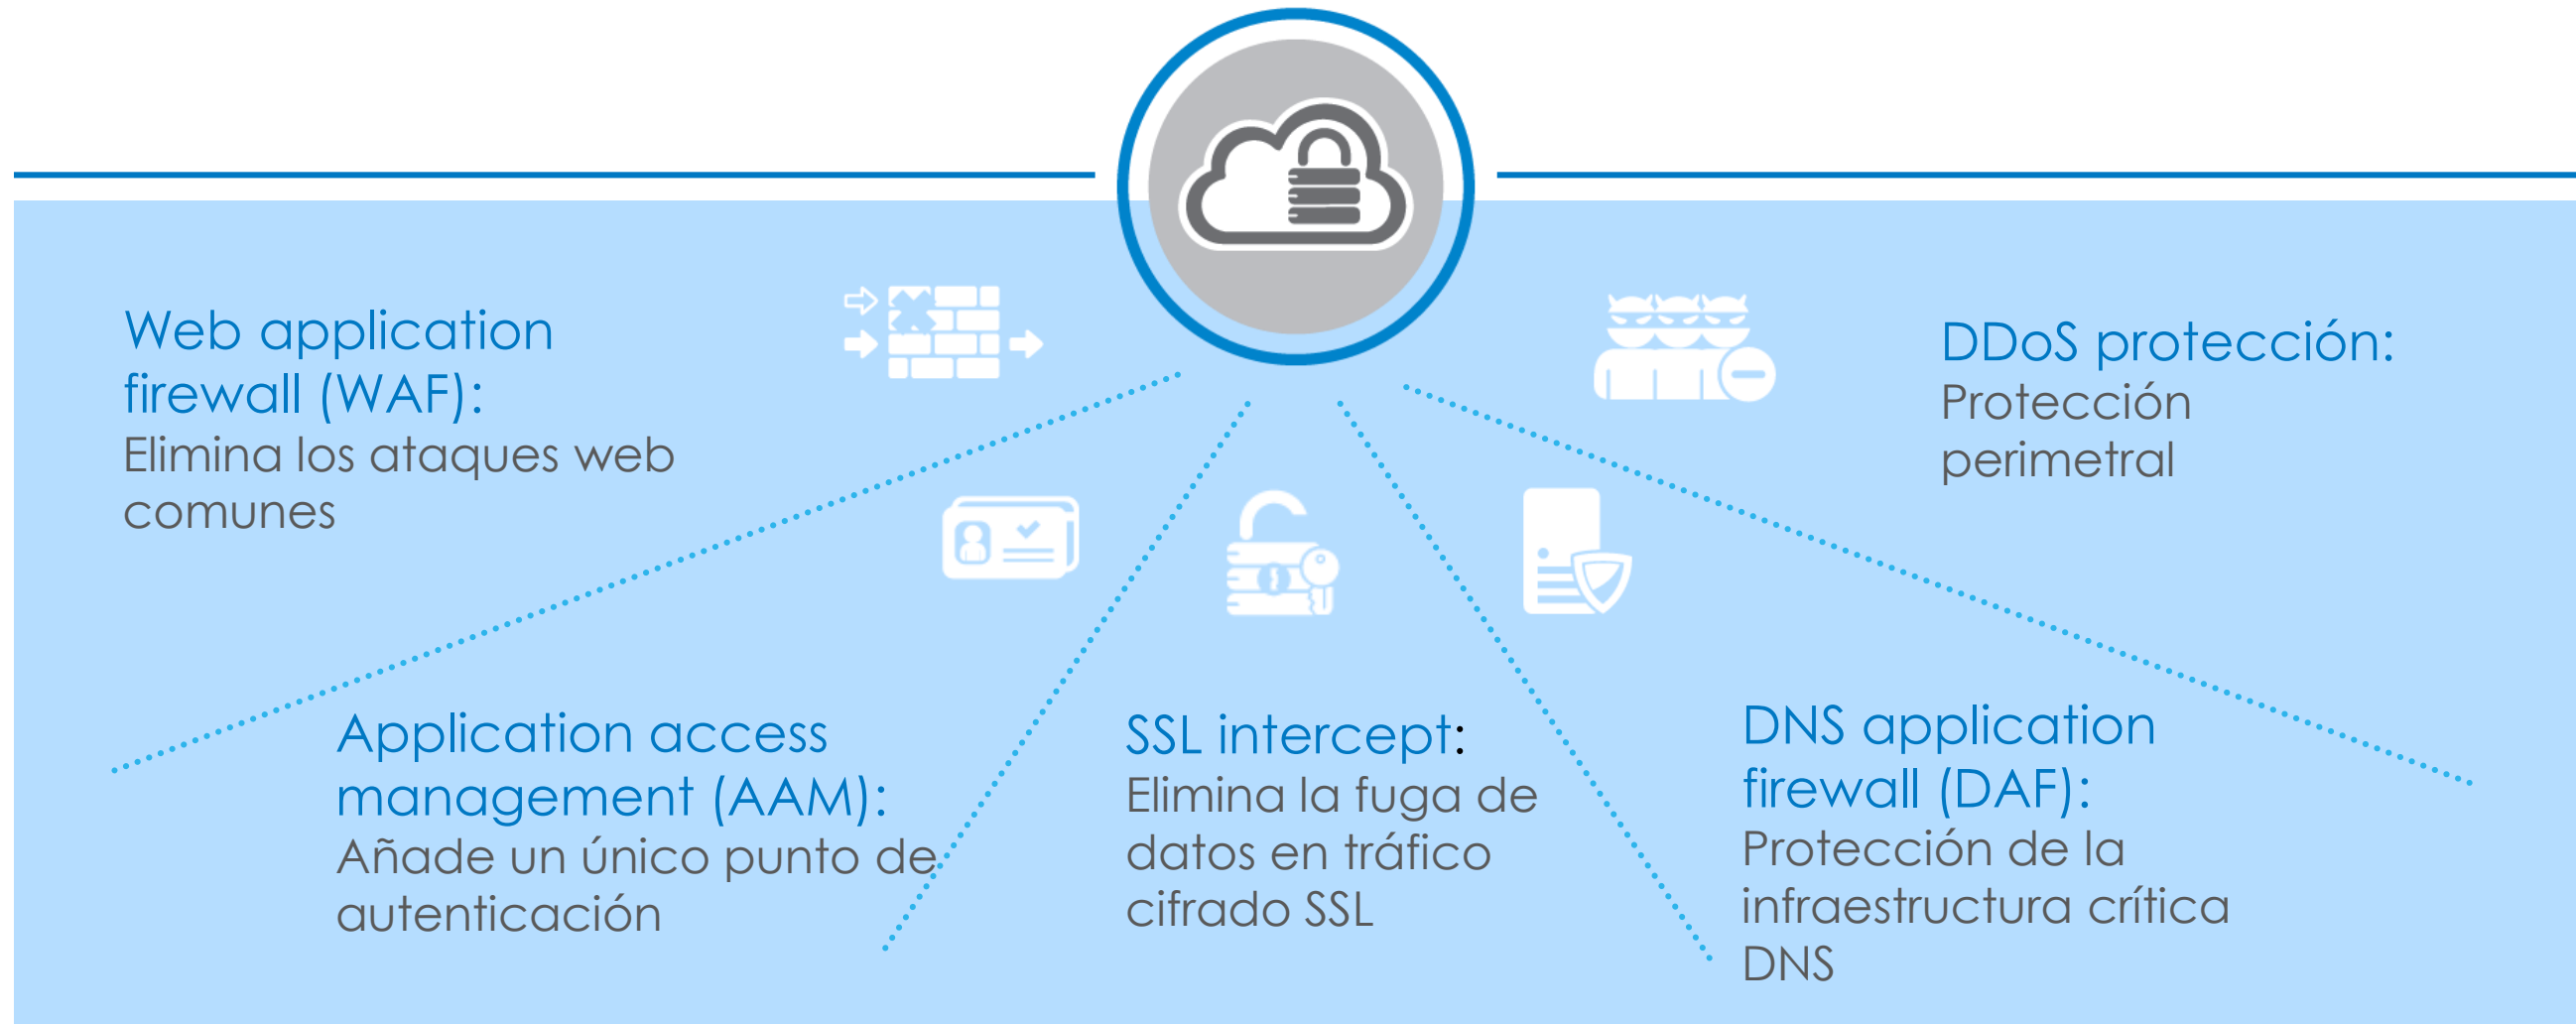 Web application
firewall (WAF):
Elimina los ataques web
comunes
Application access
management (AAM):
Añade un único punto de
autenticación
SSL intercept:
Elimina la fuga de
datos en tráfico
cifrado SSL
DNS application
firewall (DAF):
Protección de la
infraestructura crítica
DNS
DDoS protección:
Protección
perimetral